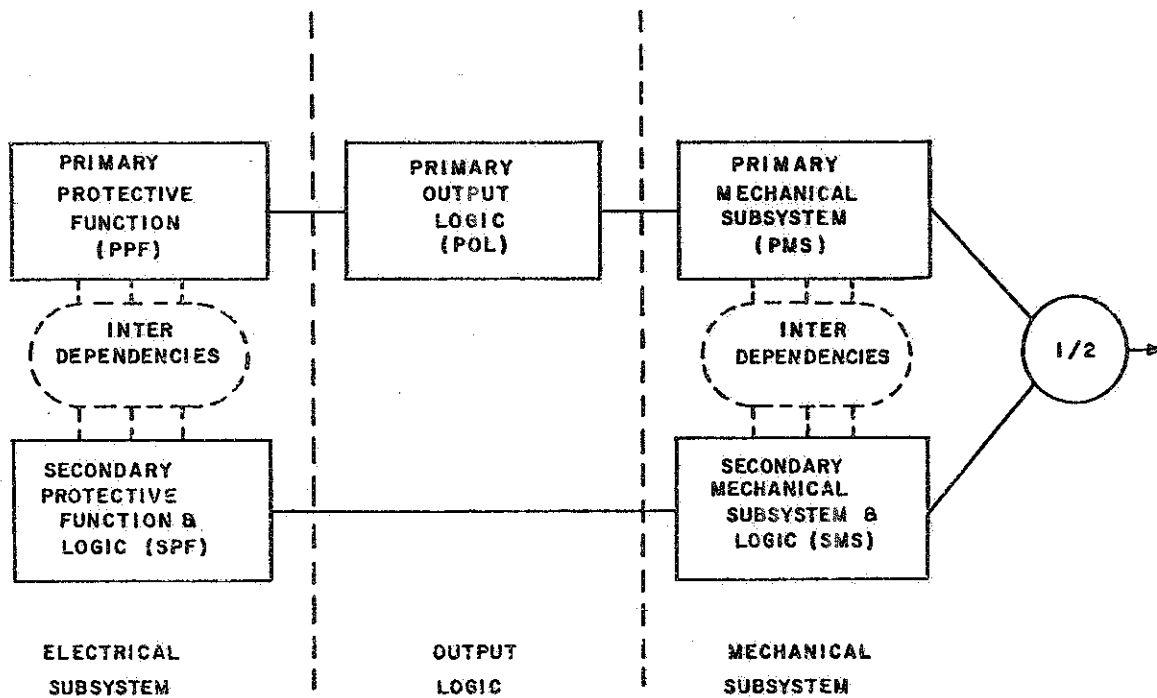 PRIMARY
PROTECTIVE
FUNCTION
(PPF)
PRIMARY
OUTPUT
LOGIC
(POL)
PRIMARY
MECHANICAL
SUBSYSTEM
(PMS)
INTER
DEPENDENCIES
INTER
DEPENDENCIES
1/2
SECONDARY
PROTECTIVE
FUNCTION &
LOGIC (SPF)
SECONDARY
MECHANICAL
SUBSYSTEM &
LOGIC (SMS)
ELECTRICAL
SUBSYSTEM
OUTPUT
LOGIC
MECHANICAL
SUBSYSTEM